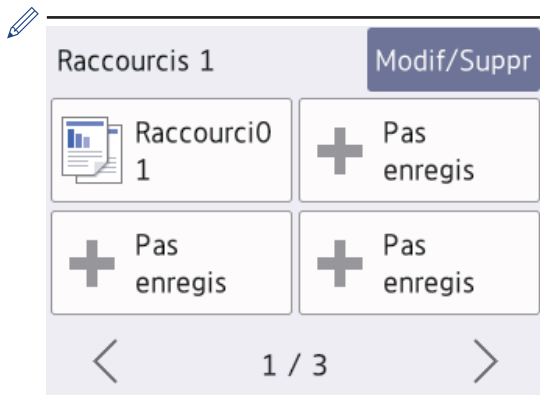 Raccourcis 1
Modif/Suppr
Raccourci0
1
Pas
enregis
Pas
enregis
Pas
enregis
1 / 3